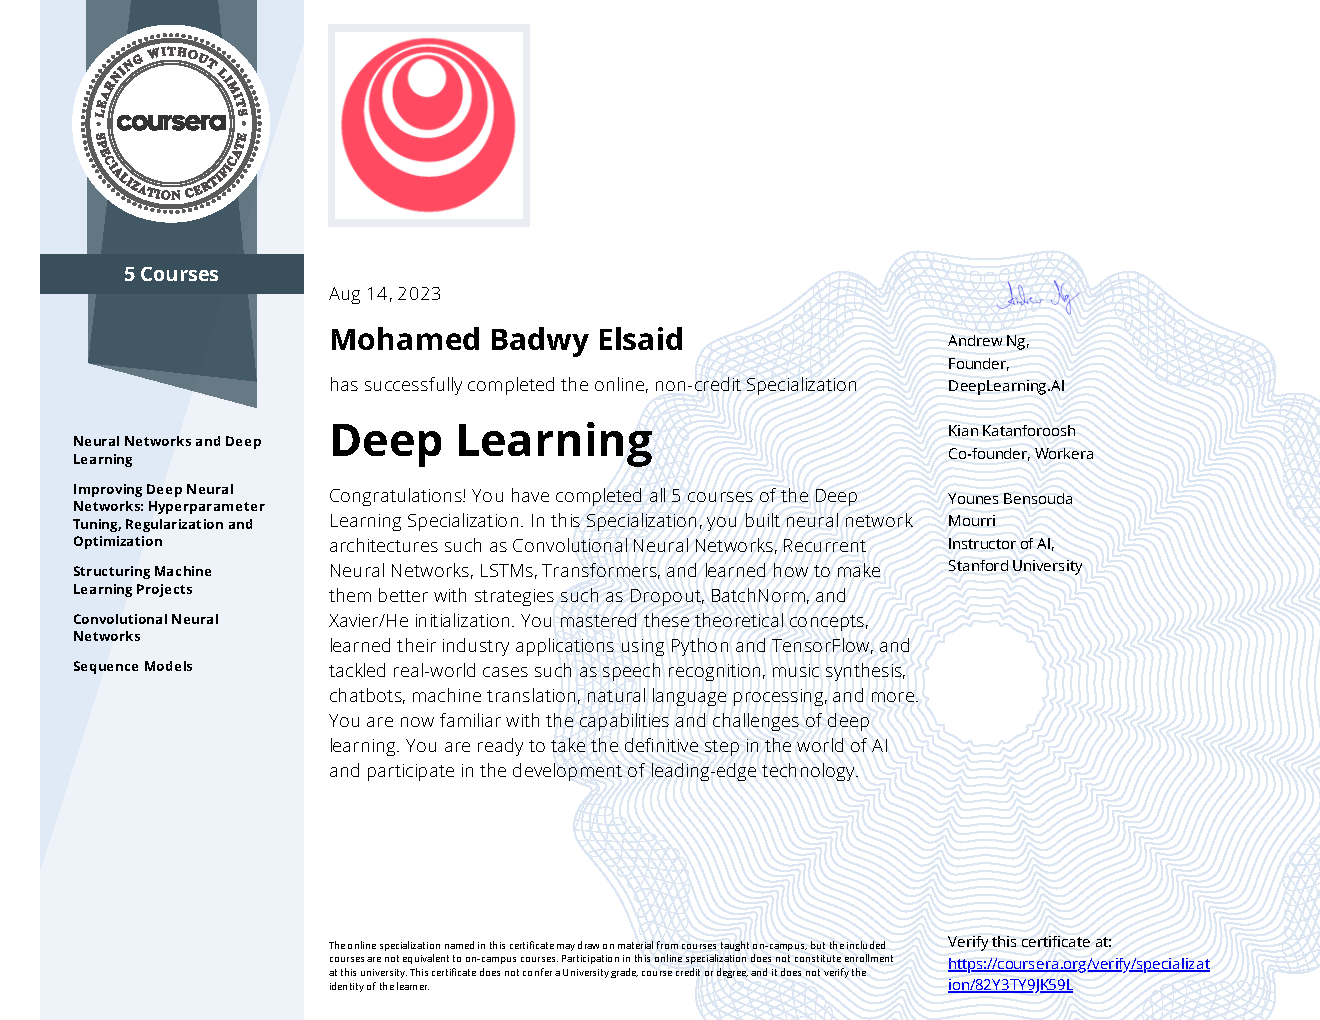 LEARNING WITHOUT LIMITS
coursera
SPECIALIZATION CERTIFICATE
5 Courses
Neural Networks and Deep
Learning
Improving Deep Neural
Networks: Hyperparameter
Tuning, Regularization and
Optimization
Structuring Machine
Learning Projects
Convolutional Neural
Networks
Sequence Models
Aug 14, 2023
Mohamed Badwy Elsaid
has successfully completed the online, non-credit Specialization
Deep Learning
Congratulations! You have completed all 5 courses of the Deep
Learning Specialization. In this Specialization, you built neural network
architectures such as Convolutional Neural Networks, Recurrent
Neural Networks, LSTMs, Transformers, and learned how to make
them better with strategies such as Dropout, BatchNorm, and
Xavier/He initialization. You mastered these theoretical concepts,
learned their industry applications using Python and TensorFlow, and
tackled real-world cases such as speech recognition, music synthesis,
chatbots, machine translation, natural language processing, and more.
You are now familiar with the capabilities and challenges of deep
learning. You are ready to take the definitive step in the world of AI
and participate in the development of leading-edge technology.
Andrew Ng
Andrew Ng,
Founder,
DeepLearning.AI
Kian Katanforoosh
Co-founder, Workera
Younes Bensouda
Mourri
Instructor of AI,
Stanford University
The online specialization named in this certificate may draw on material from courses taught on-campus, but the included
courses are not equivalent to on-campus courses. Participation in this online specialization does not constitute enrollment
at this university. This certificate does not confer a University grade, course credit or degree, and it does not verify the
identity of the learner.
Verify this certificate at:
https://coursera.org/verify/specializat
ion/82Y3TY9JK59L